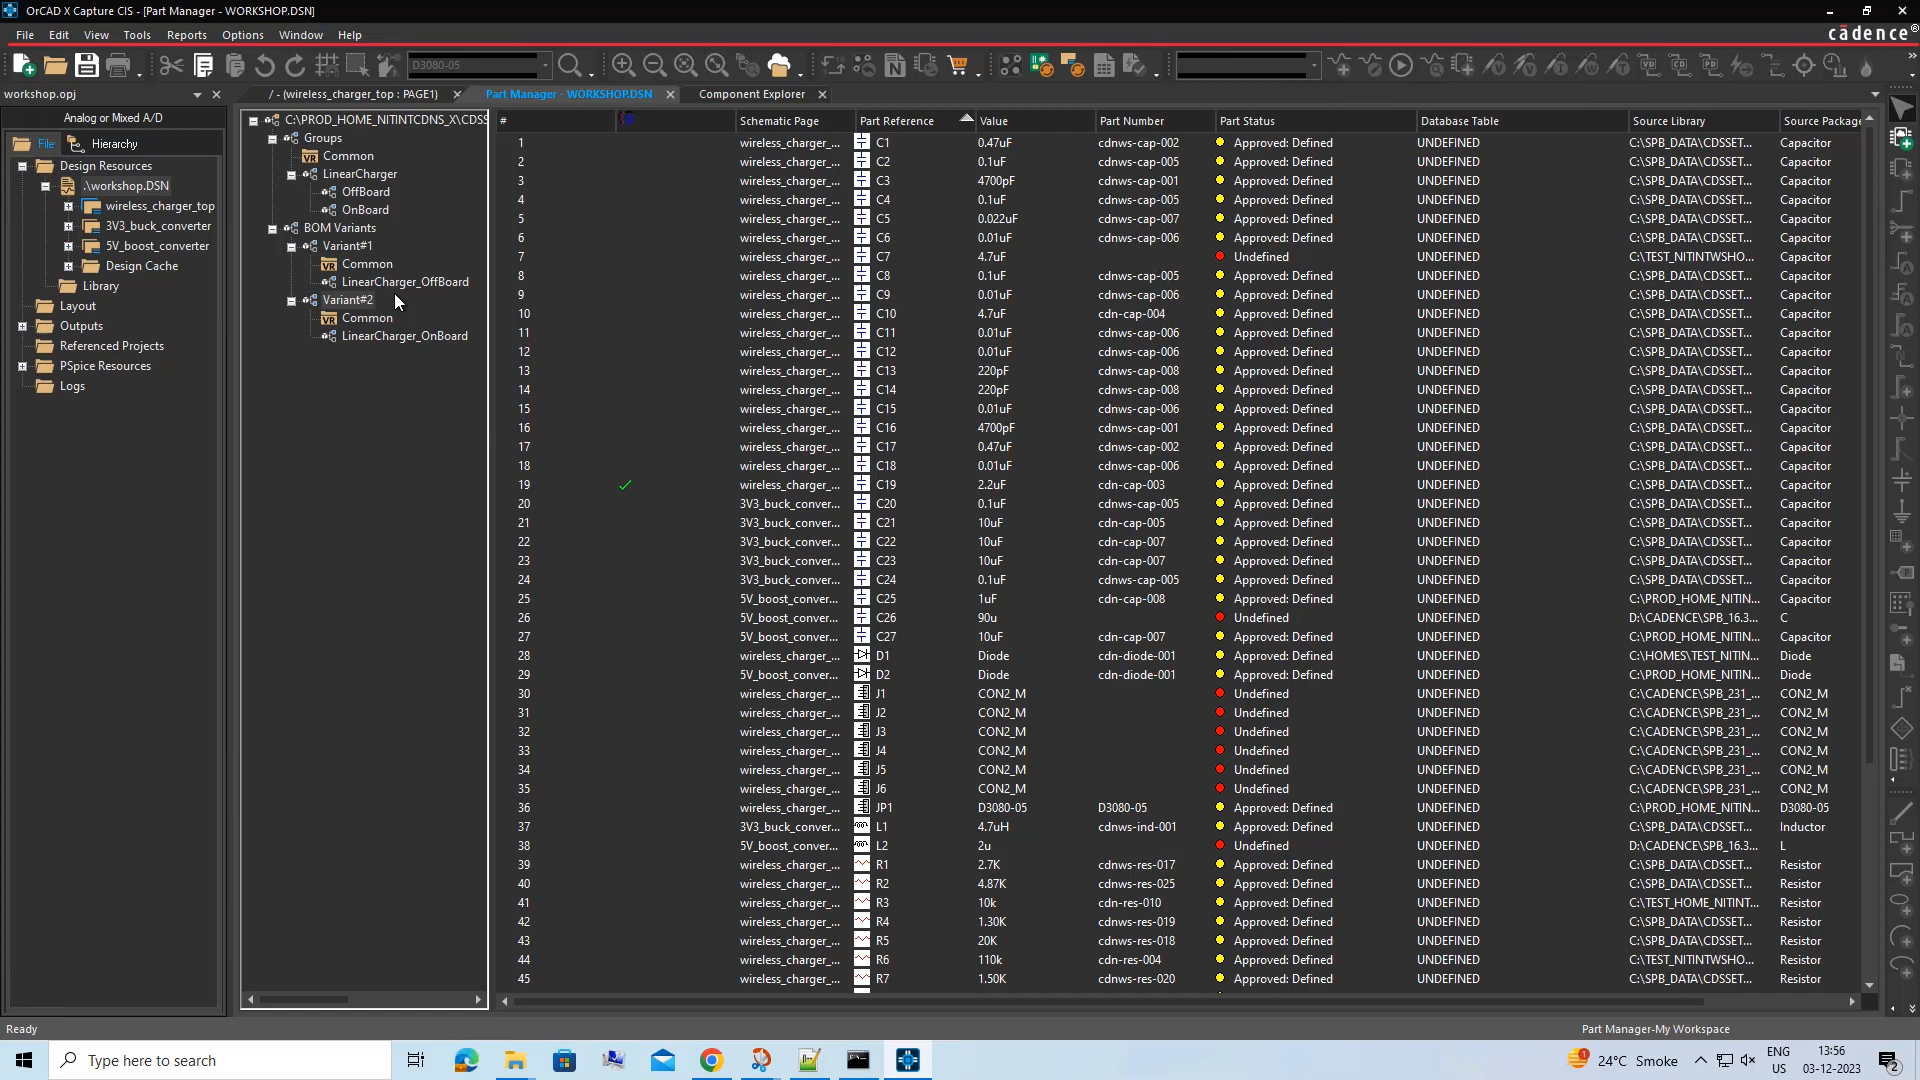 OrCAD X Capture CIS - [Part Manager - WORKSHOP.DSN]
File Edit View Tools Reports Options Window Help
cādence®
D3080-05
workshop.opj
/ - (wireless_charger_top : PAGE1)
Part Manager - WORKSHOP.DSN
Component Explorer
Analog or Mixed A/D
File Hierarchy
Design Resources
.\workshop.DSN
wireless_charger_top
3V3_buck_converter
5V_boost_converter
Design Cache
Library
Layout
Outputs
Referenced Projects
PSpice Resources
Logs
C:\PROD_HOME_NITINTCDNS_X\CDSS
Groups
Common
LinearCharger
OffBoard
OnBoard
BOM Variants
Variant#1
Common
LinearCharger_OffBoard
Variant#2
Common
LinearCharger_OnBoard
# Schematic Page Part Reference Value Part Number Part Status Database Table Source Library Source Package
1 wireless_charger_... C1 0.47uF cdnws-cap-002 Approved: Defined UNDEFINED C:\SPB_DATA\CDSSET... Capacitor
2 wireless_charger_... C2 0.1uF cdnws-cap-005 Approved: Defined UNDEFINED C:\SPB_DATA\CDSSET... Capacitor
3 wireless_charger_... C3 4700pF cdnws-cap-001 Approved: Defined UNDEFINED C:\SPB_DATA\CDSSET... Capacitor
4 wireless_charger_... C4 0.1uF cdnws-cap-005 Approved: Defined UNDEFINED C:\SPB_DATA\CDSSET... Capacitor
5 wireless_charger_... C5 0.022uF cdnws-cap-007 Approved: Defined UNDEFINED C:\SPB_DATA\CDSSET... Capacitor
6 wireless_charger_... C6 0.01uF cdnws-cap-006 Approved: Defined UNDEFINED C:\SPB_DATA\CDSSET... Capacitor
7 wireless_charger_... C7 4.7uF Undefined UNDEFINED C:\TEST_NITINTWSHO... Capacitor
8 wireless_charger_... C8 0.1uF cdnws-cap-005 Approved: Defined UNDEFINED C:\SPB_DATA\CDSSET... Capacitor
9 wireless_charger_... C9 0.01uF cdnws-cap-006 Approved: Defined UNDEFINED C:\SPB_DATA\CDSSET... Capacitor
10 wireless_charger_... C10 4.7uF cdn-cap-004 Approved: Defined UNDEFINED C:\SPB_DATA\CDSSET... Capacitor
11 wireless_charger_... C11 0.01uF cdnws-cap-006 Approved: Defined UNDEFINED C:\SPB_DATA\CDSSET... Capacitor
12 wireless_charger_... C12 0.01uF cdnws-cap-006 Approved: Defined UNDEFINED C:\SPB_DATA\CDSSET... Capacitor
13 wireless_charger_... C13 220pF cdnws-cap-008 Approved: Defined UNDEFINED C:\SPB_DATA\CDSSET... Capacitor
14 wireless_charger_... C14 220pF cdnws-cap-008 Approved: Defined UNDEFINED C:\SPB_DATA\CDSSET... Capacitor
15 wireless_charger_... C15 0.01uF cdnws-cap-006 Approved: Defined UNDEFINED C:\SPB_DATA\CDSSET... Capacitor
16 wireless_charger_... C16 4700pF cdnws-cap-001 Approved: Defined UNDEFINED C:\SPB_DATA\CDSSET... Capacitor
17 wireless_charger_... C17 0.47uF cdnws-cap-002 Approved: Defined UNDEFINED C:\SPB_DATA\CDSSET... Capacitor
18 wireless_charger_... C18 0.01uF cdnws-cap-006 Approved: Defined UNDEFINED C:\SPB_DATA\CDSSET... Capacitor
19 wireless_charger_... C19 2.2uF cdn-cap-003 Approved: Defined UNDEFINED C:\SPB_DATA\CDSSET... Capacitor
20 3V3_buck_conver... C20 0.1uF cdnws-cap-005 Approved: Defined UNDEFINED C:\SPB_DATA\CDSSET... Capacitor
21 3V3_buck_conver... C21 10uF cdn-cap-005 Approved: Defined UNDEFINED C:\SPB_DATA\CDSSET... Capacitor
22 3V3_buck_conver... C22 10uF cdn-cap-007 Approved: Defined UNDEFINED C:\SPB_DATA\CDSSET... Capacitor
23 3V3_buck_conver... C23 10uF cdn-cap-007 Approved: Defined UNDEFINED C:\SPB_DATA\CDSSET... Capacitor
24 3V3_buck_conver... C24 0.1uF cdnws-cap-005 Approved: Defined UNDEFINED C:\SPB_DATA\CDSSET... Capacitor
25 5V_boost_conver... C25 1uF cdn-cap-008 Approved: Defined UNDEFINED C:\PROD_HOME_NITIN... Capacitor
26 5V_boost_conver... C26 90u Undefined UNDEFINED D:\CADENCE\SPB_16.3... C
27 5V_boost_conver... C27 10uF cdn-cap-007 Approved: Defined UNDEFINED C:\PROD_HOME_NITIN... Capacitor
28 wireless_charger_... D1 Diode cdn-diode-001 Approved: Defined UNDEFINED C:\HOMES\TEST_NITIN... Diode
29 5V_boost_conver... D2 Diode cdn-diode-001 Approved: Defined UNDEFINED C:\PROD_HOME_NITIN... Diode
30 wireless_charger_... J1 CON2_M Undefined UNDEFINED C:\CADENCE\SPB_231_... CON2_M
31 wireless_charger_... J2 CON2_M Undefined UNDEFINED C:\CADENCE\SPB_231_... CON2_M
32 wireless_charger_... J3 CON2_M Undefined UNDEFINED C:\CADENCE\SPB_231_... CON2_M
33 wireless_charger_... J4 CON2_M Undefined UNDEFINED C:\CADENCE\SPB_231_... CON2_M
34 wireless_charger_... J5 CON2_M Undefined UNDEFINED C:\CADENCE\SPB_231_... CON2_M
35 wireless_charger_... J6 CON2_M Undefined UNDEFINED C:\CADENCE\SPB_231_... CON2_M
36 wireless_charger_... JP1 D3080-05 D3080-05 Approved: Defined UNDEFINED C:\PROD_HOME_NITIN... D3080-05
37 3V3_buck_conver... L1 4.7uH cdnws-ind-001 Approved: Defined UNDEFINED C:\SPB_DATA\CDSSET... Inductor
38 5V_boost_conver... L2 2u Undefined UNDEFINED D:\CADENCE\SPB_16.3... L
39 wireless_charger_... R1 2.7K cdnws-res-017 Approved: Defined UNDEFINED C:\SPB_DATA\CDSSET... Resistor
40 wireless_charger_... R2 4.87K cdnws-res-025 Approved: Defined UNDEFINED C:\SPB_DATA\CDSSET... Resistor
41 wireless_charger_... R3 10k cdn-res-010 Approved: Defined UNDEFINED C:\TEST_HOME_NITINT... Resistor
42 wireless_charger_... R4 1.30K cdnws-res-019 Approved: Defined UNDEFINED C:\SPB_DATA\CDSSET... Resistor
43 wireless_charger_... R5 20K cdnws-res-018 Approved: Defined UNDEFINED C:\SPB_DATA\CDSSET... Resistor
44 wireless_charger_... R6 110k cdn-res-004 Approved: Defined UNDEFINED C:\TEST_NITINTWSHO... Resistor
45 wireless_charger_... R7 1.50K cdnws-res-020 Approved: Defined UNDEFINED C:\SPB_DATA\CDSSET... Resistor
Ready
Part Manager-My Workspace
Type here to search
24°C Smoke
ENG
US
13:56
03-12-2023
2